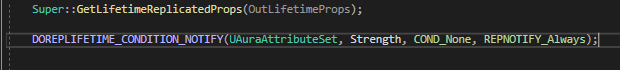 Super::GetLifetimeReplicatedProps(OutLifetimeProps);
DOREPLIFETIME_CONDITION_NOTIFY(UAuraAttributeSet, Strength, COND_None, REPNOTIFY_Always);